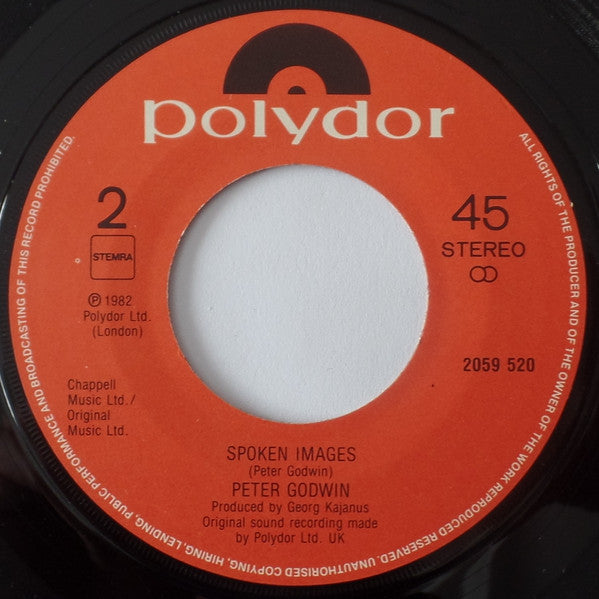 polydor
2
STEMRA
45
STEREO
℗ 1982
Polydor Ltd.
(London)
2059 520
Chappell
Music Ltd./
Original
Music Ltd.
SPOKEN IMAGES
(Peter Godwin)
PETER GODWIN
Produced by Georg Kajanus
Original sound recording made
by Polydor Ltd. UK
ALL RIGHTS OF THE PRODUCER AND OF THE OWNER OF THE WORK REPRODUCED RESERVED. UNAUTHORISED COPYING, HIRING, LENDING, PUBLIC PERFORMANCE AND BROADCASTING OF THIS RECORD PROHIBITED.